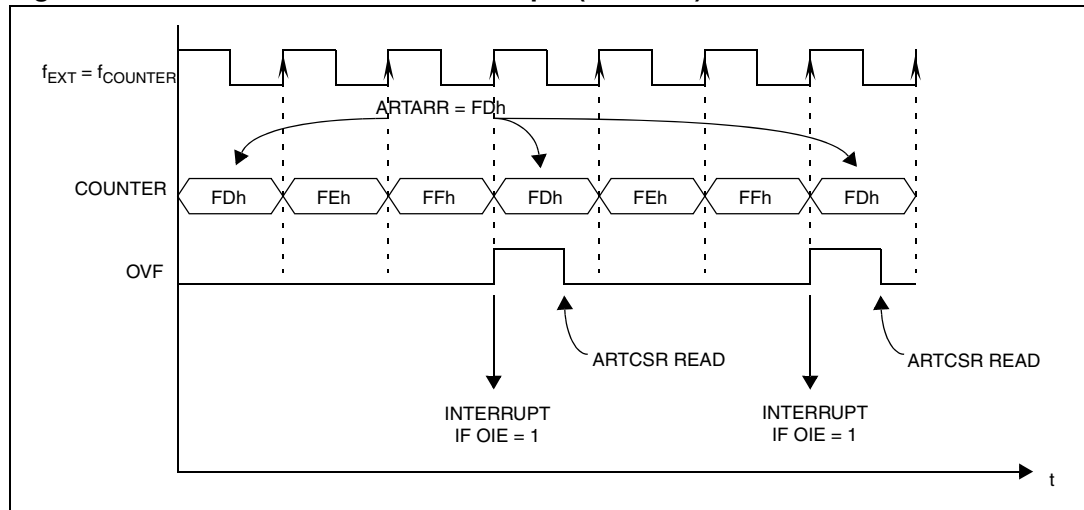 fEXT = fCOUNTER
ARTARR = FDh
COUNTER
FDh FEh FFh FDh FEh FFh FDh
OVF
ARTCSR READ ARTCSR READ
INTERRUPT INTERRUPT
IF OIE = 1 IF OIE = 1
t